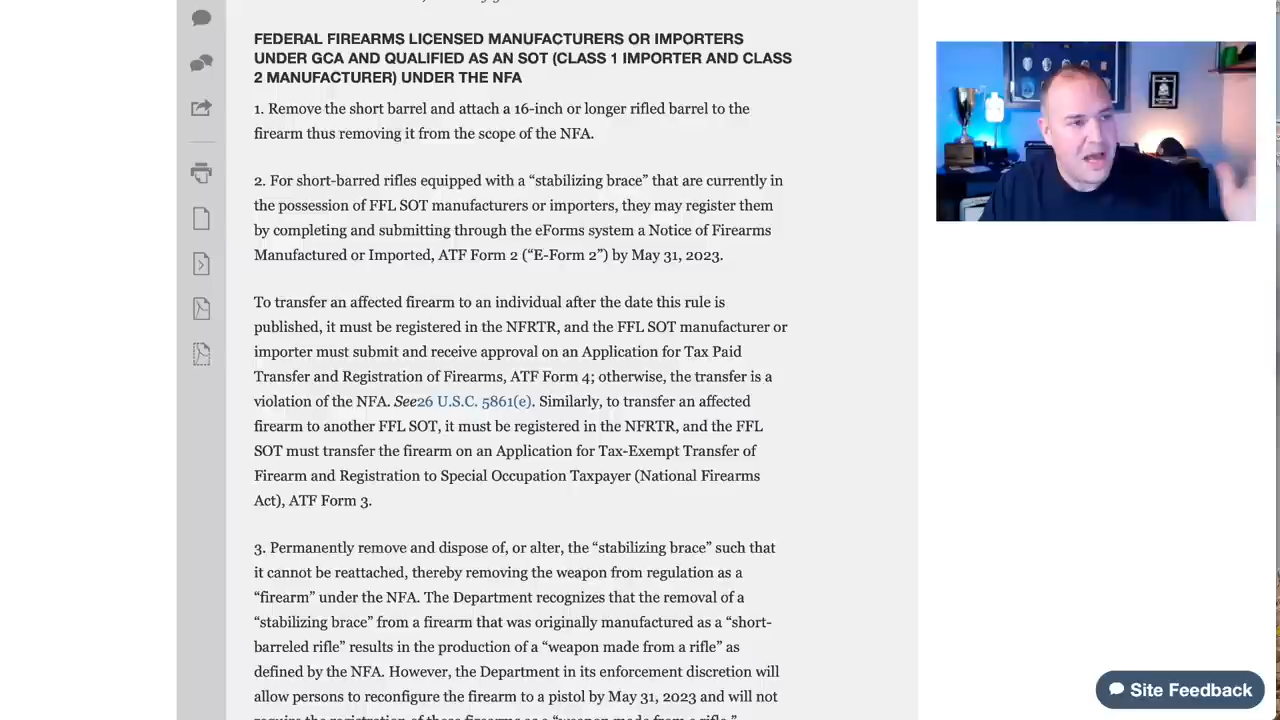 FEDERAL FIREARMS LICENSED MANUFACTURERS OR IMPORTERS
UNDER GCA AND QUALIFIED AS AN SOT (CLASS 1 IMPORTER AND CLASS
2 MANUFACTURER) UNDER THE NFA
1. Remove the short barrel and attach a 16-inch or longer rifled barrel to the
firearm thus removing it from the scope of the NFA.
2. For short-barred rifles equipped with a “stabilizing brace” that are currently in
the possession of FFL SOT manufacturers or importers, they may register them
by completing and submitting through the eForms system a Notice of Firearms
Manufactured or Imported, ATF Form 2 (“E-Form 2”) by May 31, 2023.
To transfer an affected firearm to an individual after the date this rule is
published, it must be registered in the NFRTR, and the FFL SOT manufacturer or
importer must submit and receive approval on an Application for Tax Paid
Transfer and Registration of Firearms, ATF Form 4; otherwise, the transfer is a
violation of the NFA. See26 U.S.C. 5861(e). Similarly, to transfer an affected
firearm to another FFL SOT, it must be registered in the NFRTR, and the FFL
SOT must transfer the firearm on an Application for Tax-Exempt Transfer of
Firearm and Registration to Special Occupation Taxpayer (National Firearms
Act), ATF Form 3.
3. Permanently remove and dispose of, or alter, the “stabilizing brace” such that
it cannot be reattached, thereby removing the weapon from regulation as a
“firearm” under the NFA. The Department recognizes that the removal of a
“stabilizing brace” from a firearm that was originally manufactured as a “short-
barreled rifle” results in the production of a “weapon made from a rifle” as
defined by the NFA. However, the Department in its enforcement discretion will
allow persons to reconfigure the firearm to a pistol by May 31, 2023 and will not
require the registration of these firearms as a “weapon made from a rifle.”
Site Feedback